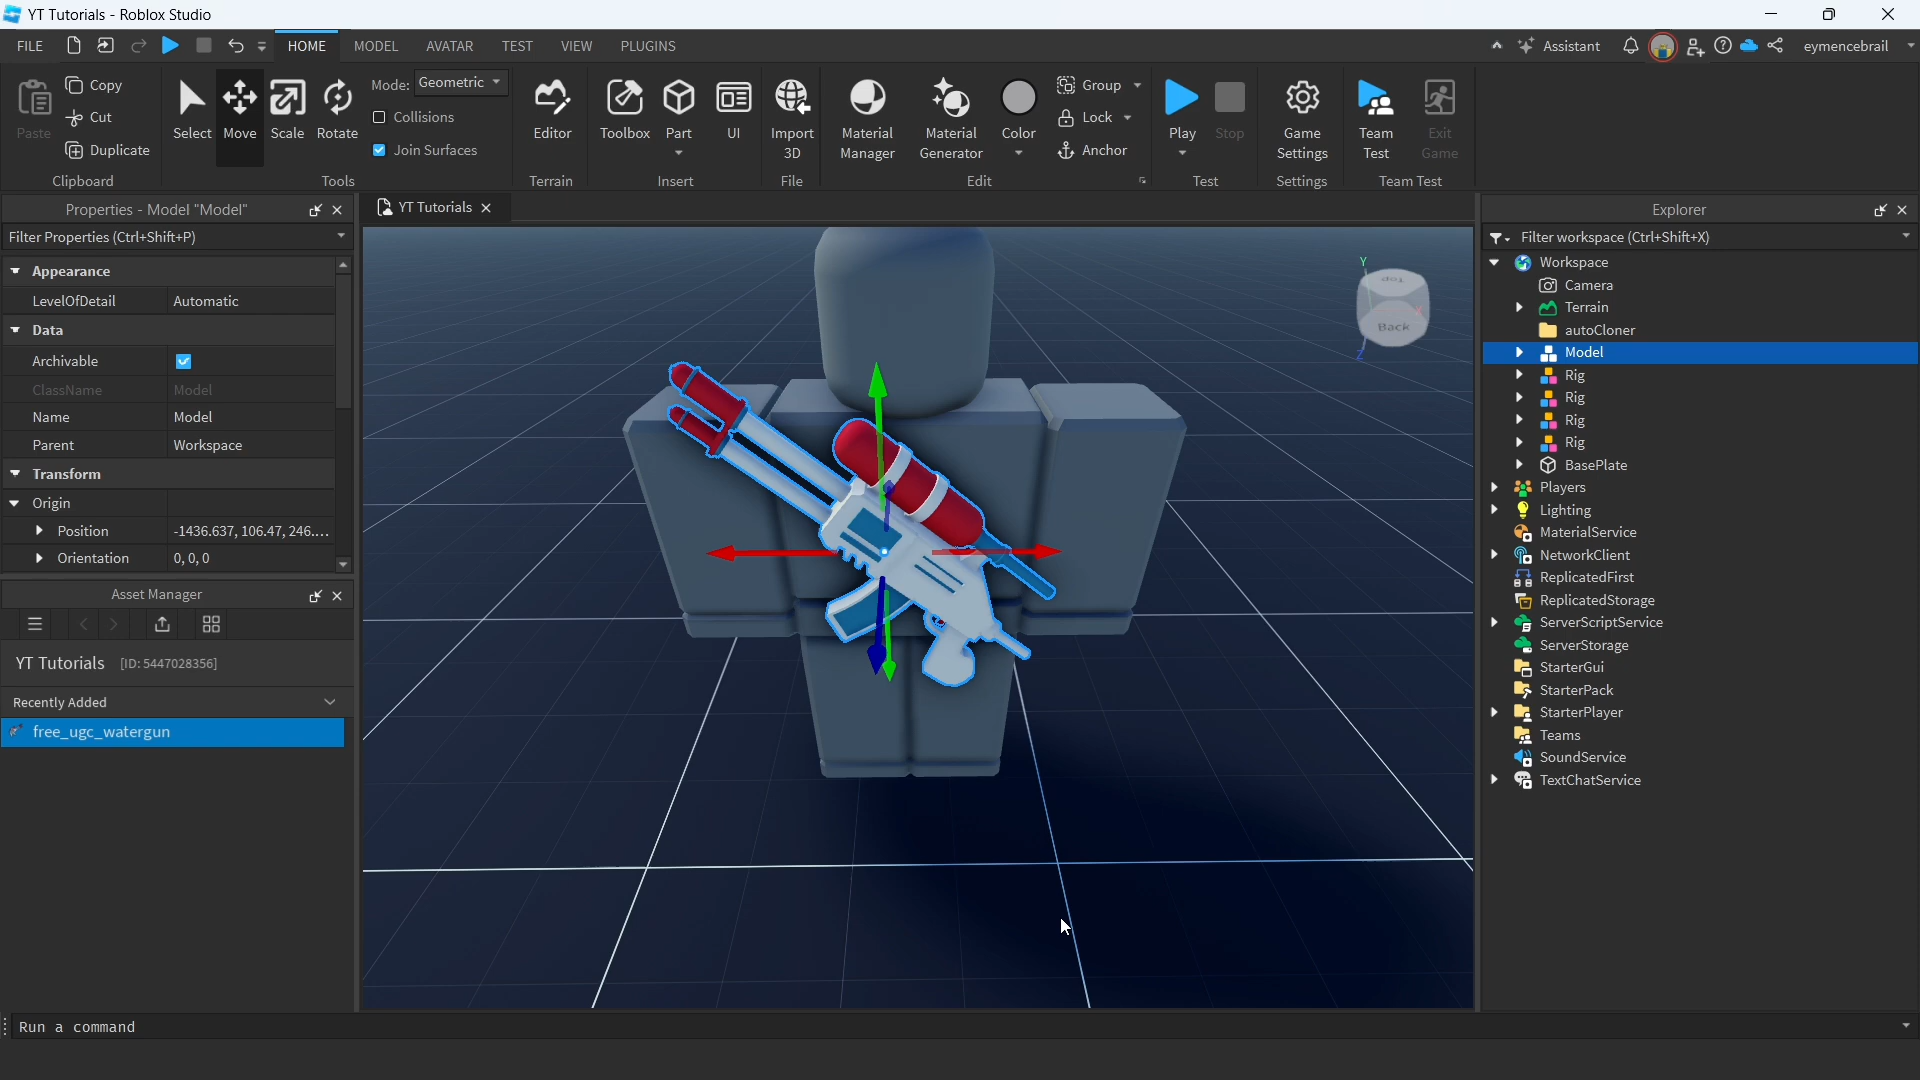 YT Tutorials - Roblox Studio
FILE HOME MODEL AVATAR TEST VIEW PLUGINS Assistant eymencebrail
Paste Copy Cut Duplicate Clipboard
Select Move Scale Rotate Mode: Geometric Collisions Join Surfaces Tools
Editor Terrain
Toolbox Part UI Insert
Import 3D File
Material Manager Material Generator Color Group Lock Anchor Edit
Play Stop Test
Game Settings Settings
Team Test Exit Game Team Test
Properties - Model "Model"
Filter Properties (Ctrl+Shift+P)
Appearance
LevelOfDetail Automatic
Data
Archivable
ClassName Model
Name Model
Parent Workspace
Transform
Origin
Position -1436.637, 106.47, 246....
Orientation 0, 0, 0
Asset Manager
YT Tutorials [ID: 5447028356]
Recently Added
free_ugc_watergun
YT Tutorials
Y
Top
Back
Z
Explorer
Filter workspace (Ctrl+Shift+X)
Workspace
Camera
Terrain
autoCloner
Model
Rig
Rig
Rig
Rig
BasePlate
Players
Lighting
MaterialService
NetworkClient
ReplicatedFirst
ReplicatedStorage
ServerScriptService
ServerStorage
StarterGui
StarterPack
StarterPlayer
Teams
SoundService
TextChatService
Run a command